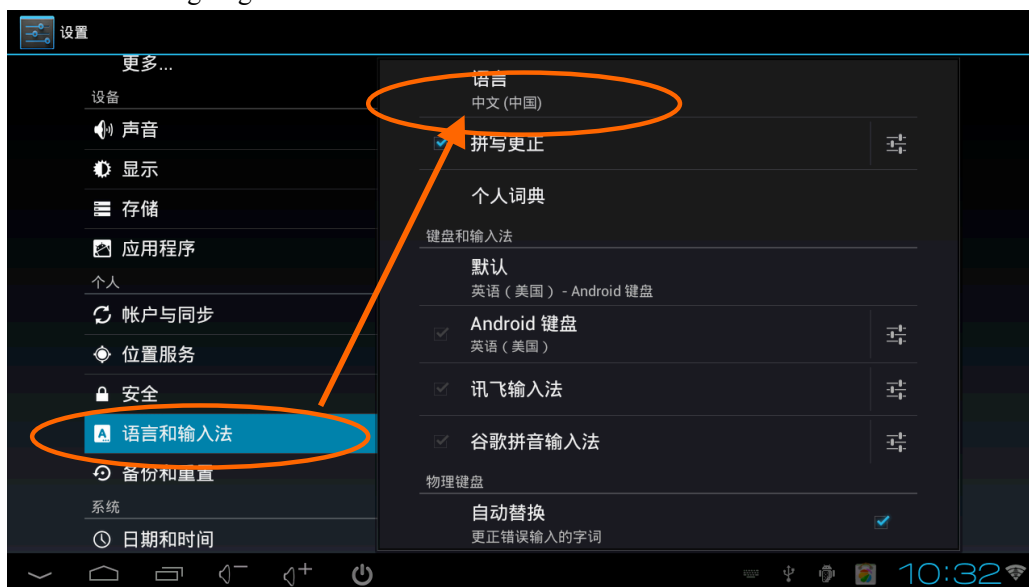 设置
更多...
设备
声音
显示
存储
应用程序
个人
帐户与同步
位置服务
安全
语言和输入法
备份和重置
系统
日期和时间
语言
中文 (中国)
拼写更正
个人词典
键盘和输入法
默认
英语（美国） - Android 键盘
Android 键盘
英语（美国）
讯飞输入法
谷歌拼音输入法
物理键盘
自动替换
更正错误输入的字词
10:32